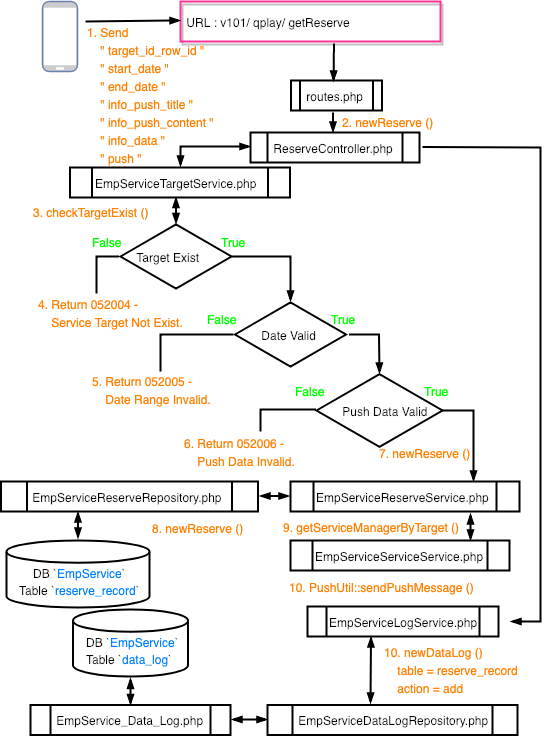 URL : v101/ qplay/ getReserve
1. Send
" target_id_row_id "
" start_date "
" end_date "
" info_push_title "
" info_push_content "
" info_data "
" push "
routes.php
2. newReserve ()
ReserveController.php
EmpServiceTargetService.php
3. checkTargetExist ()
False
True
Target Exist
4. Return 052004 -
Service Target Not Exist.
False
True
Date Valid
5. Return 052005 -
Date Range Invalid.
False
True
Push Data Valid
6. Return 052006 -
Push Data Invalid.
7. newReserve ()
EmpServiceReserveRepository.php
EmpServiceReserveService.php
8. newReserve ()
9. getServiceManagerByTarget()
EmpServiceServiceService.php
DB `EmpService`
Table `reserve_record`
10. PushUtil::sendPushMessage ()
EmpServiceLogService.php
DB `EmpService`
Table `data_log`
10. newDataLog ()
table = reserve_record
action = add
EmpService_Data_Log.php
EmpServiceDataLogRepository.php